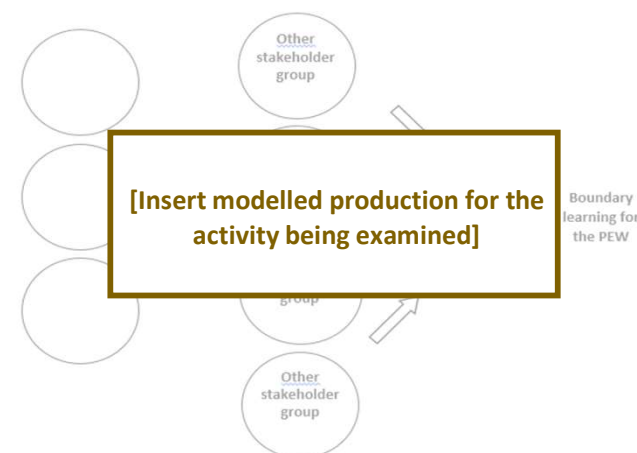 Other
stakeholder
group
[Insert modelled production for the
activity being examined]
Boundary
learning for
the PEW
group
Other
stakeholder
group